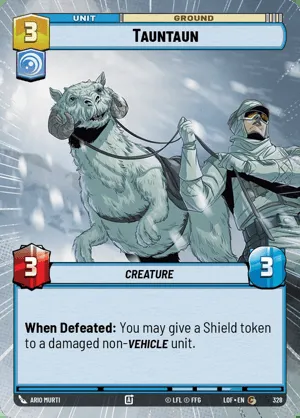 UNIT
GROUND
3
TAUNTAUN
3
3
CREATURE
When Defeated: You may give a Shield token
to a damaged non-VEHICLE unit.
ARIO MURTI
© LFL © FFG
LOF • EN
C
328